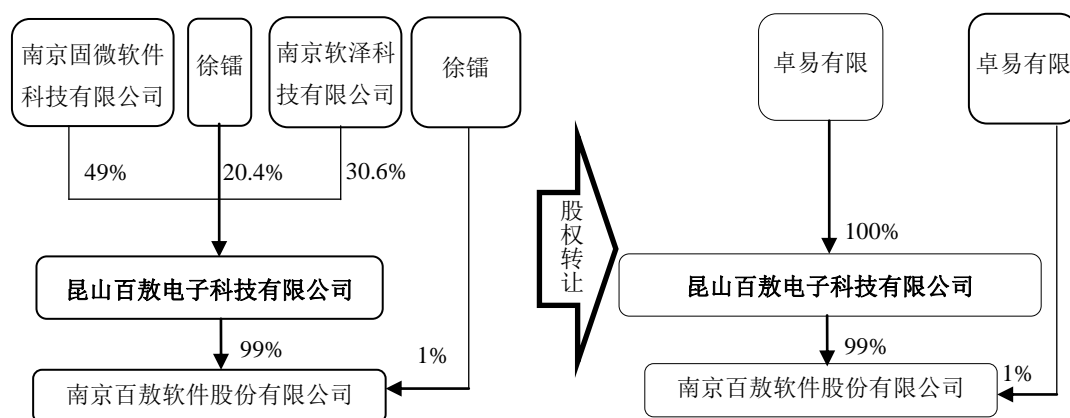 南京固微软件
科技有限公司
徐镭
南京软泽科
技有限公司
徐镭
49%
20.4%
30.6%
昆山百敖电子科技有限公司
99%
1%
南京百敖软件股份有限公司
股权转让
卓易有限
卓易有限
100%
昆山百敖电子科技有限公司
99%
1%
南京百敖软件股份有限公司